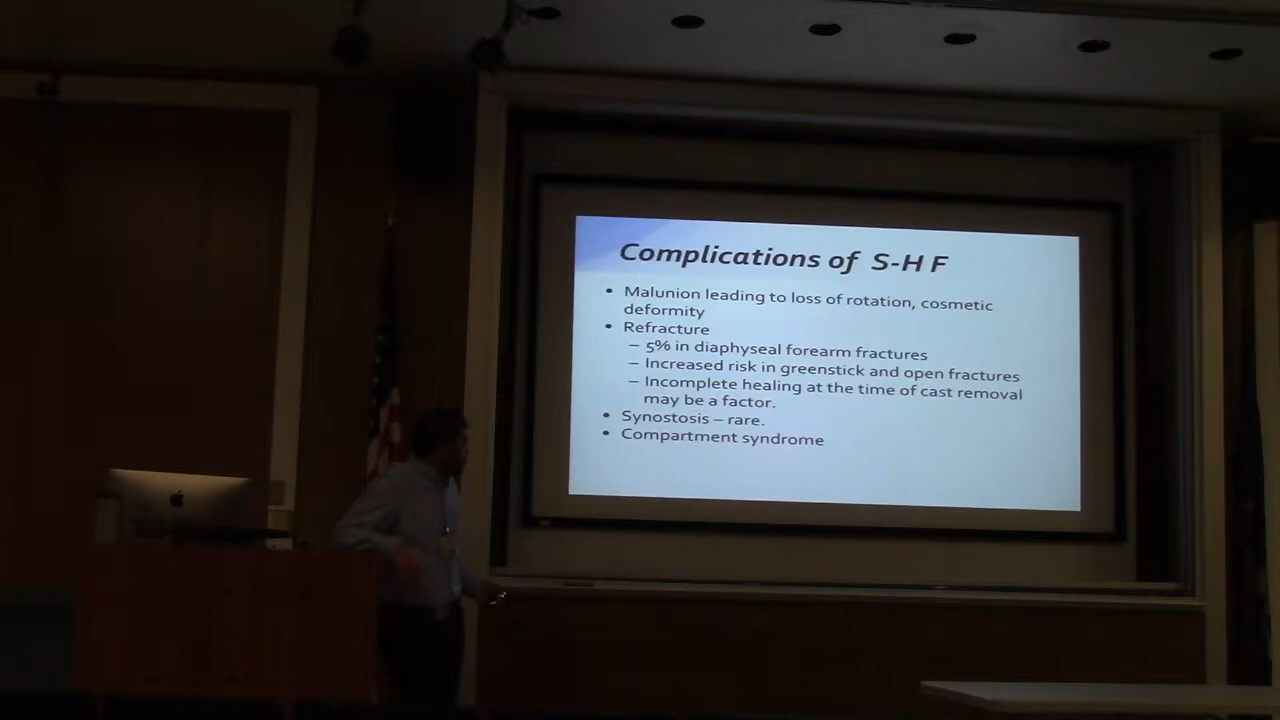 Complications of S-H F
• Malunion leading to loss of rotation, cosmetic
deformity
• Refracture
– 5% in diaphyseal forearm fractures
– Increased risk in greenstick and open fractures
– Incomplete healing at the time of cast removal
may be a factor.
• Synostosis – rare.
• Compartment syndrome